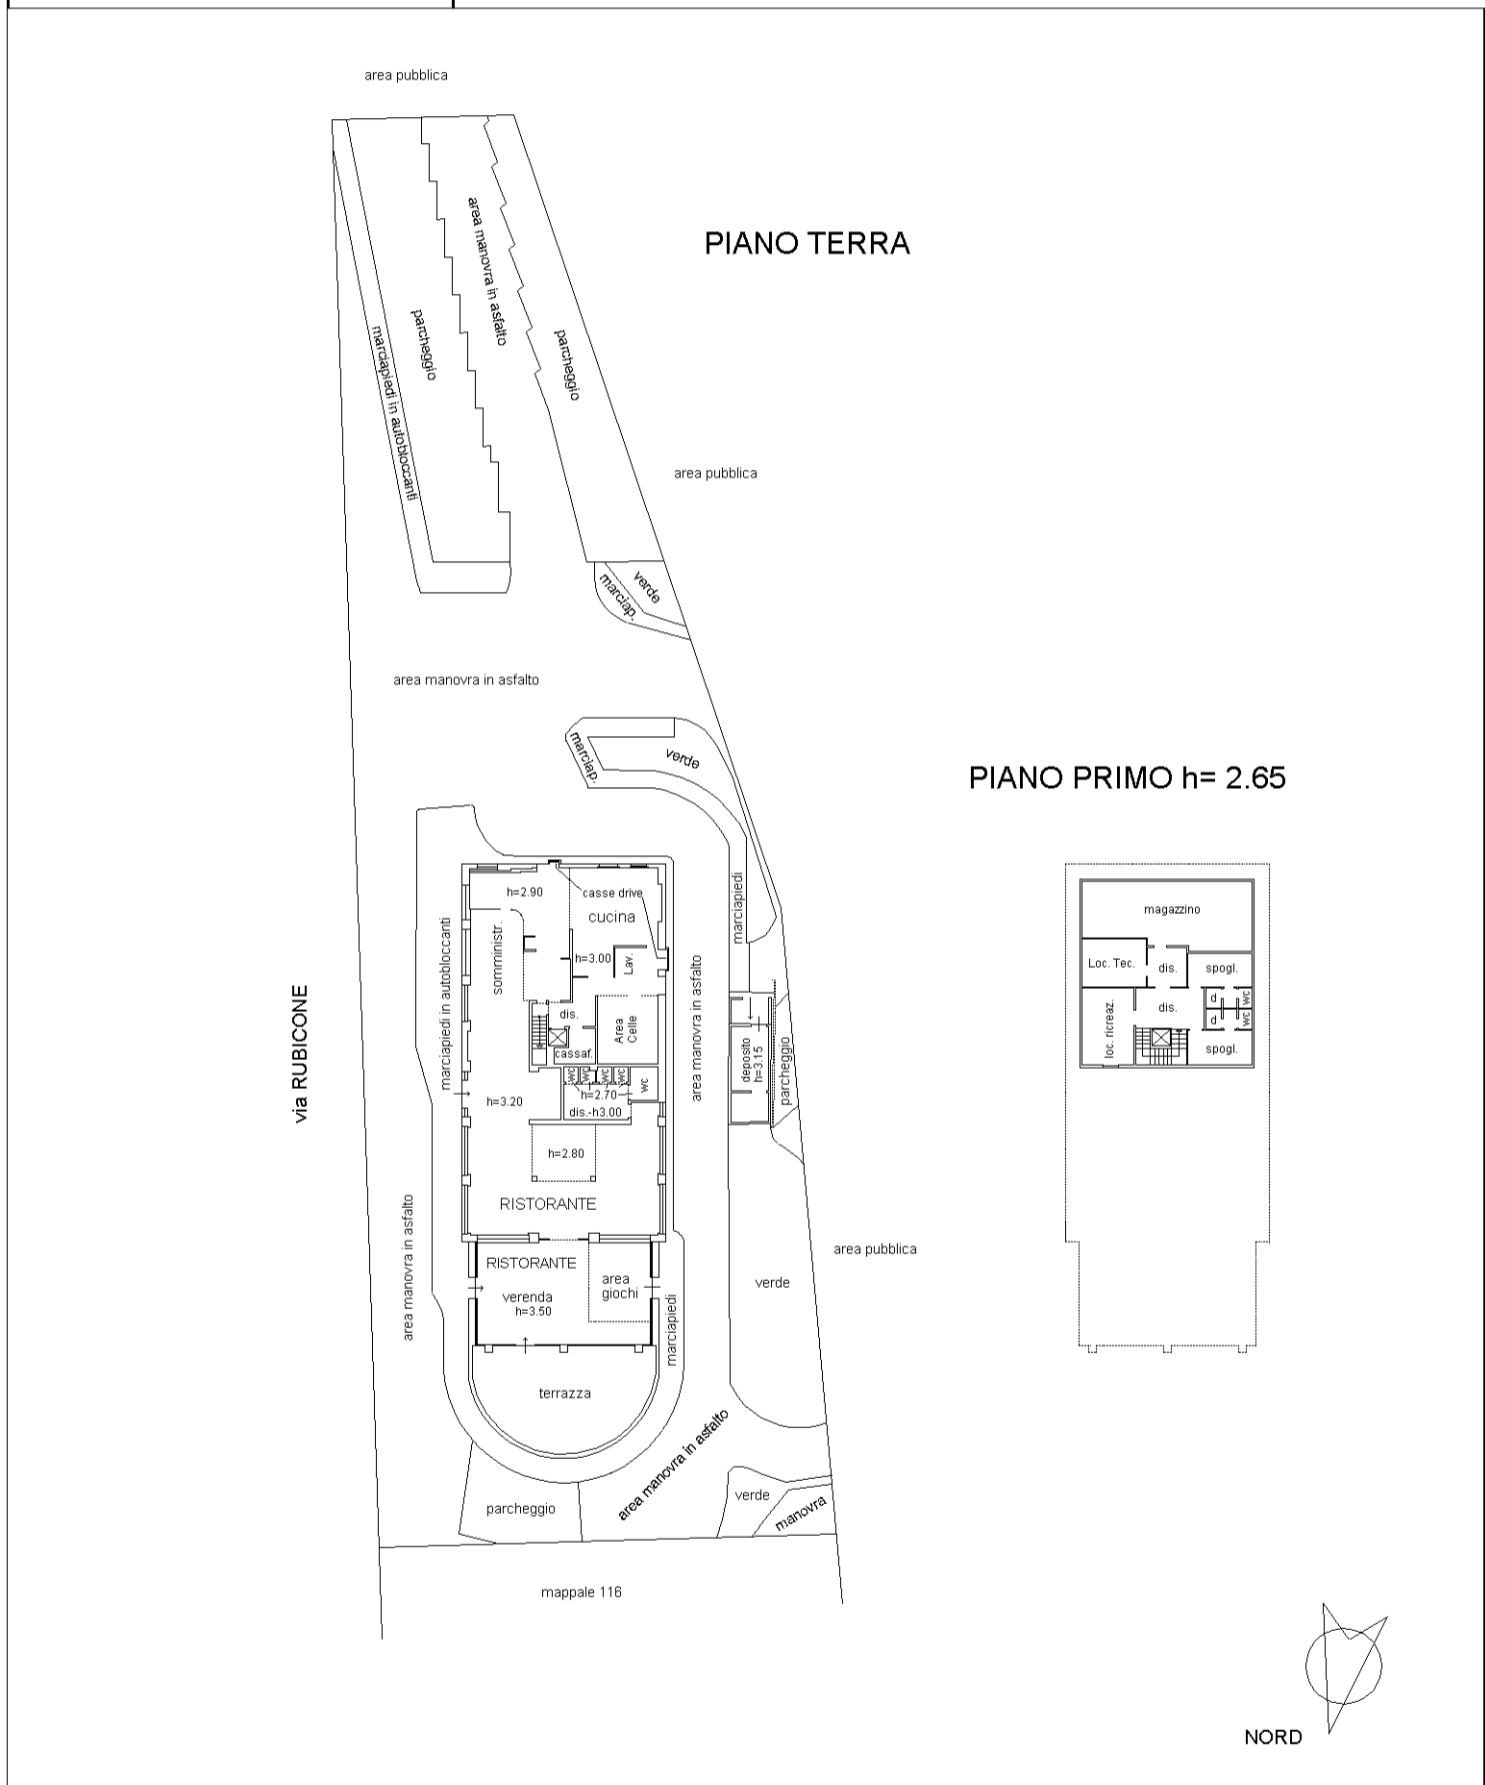 area pubblica
PIANO TERRA
area manovra in asfalto
parcheggio
marciapiedi in autobloccanti
parcheggio
area pubblica
verde
marciap.
area manovra in asfalto
marciap.
verde
PIANO PRIMO h= 2.65
h=2.90
casse drive
cucina
somministr.
marciapiedi in autobloccanti
marciapiedi
h=3.00
Lav.
area manovra in asfalto
via RUBICONE
dis.
Area
Celle
cassaf.
deposito
h=3.15
parcheggio
wc
wc
wc
wc
wc
h=2.70
h=3.20
dis.-h3.00
h=2.80
RISTORANTE
area manovra in asfalto
RISTORANTE
area
giochi
verenda
h=3.50
marciapiedi
terrazza
area pubblica
verde
area manovra in asfalto
parcheggio
verde
manovra
mappale 116
magazzino
Loc. Tec.
dis.
spogl.
loc. ricreaz.
dis.
d.
wc
d.
wc
spogl.
NORD